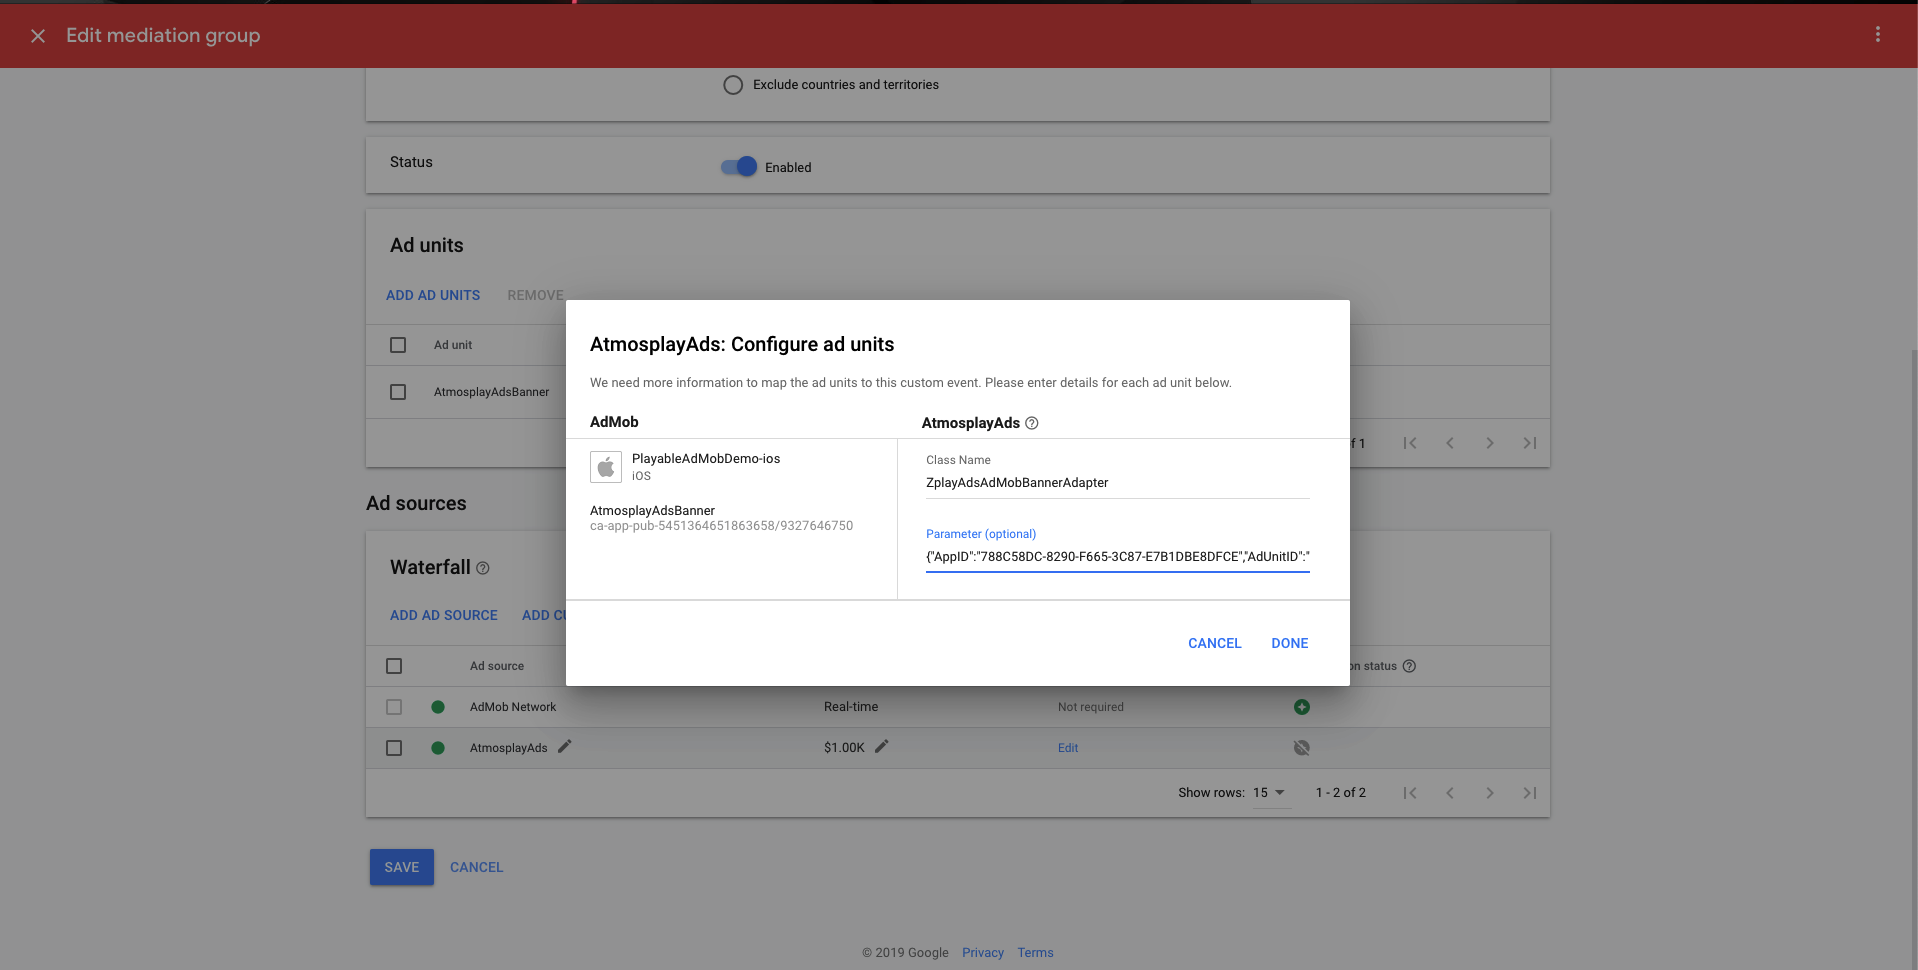 Edit mediation group
Exclude countries and territories
Status
Enabled
Ad units
ADD AD UNITS
REMOVE
Ad unit
AtmosplayAdsBanner
f 1
AtmosplayAds: Configure ad units
We need more information to map the ad units to this custom event. Please enter details for each ad unit below.
AdMob
AtmosplayAds
PlayableAdMobDemo-ios
iOS
AtmosplayAdsBanner
ca-app-pub-5451364651863658/9327646750
Class Name
ZplayAdsAdMobBannerAdapter
Parameter (optional)
{"AppID":"788C58DC-8290-F665-3C87-E7B1DBE8DFCE","AdUnitID":"
CANCEL
DONE
Ad sources
Waterfall
ADD AD SOURCE
ADD CU
Ad source
on status
AdMob Network
Real-time
Not required
AtmosplayAds
$1.00K
Edit
Show rows:
15
1 - 2 of 2
SAVE
CANCEL
© 2019 Google
Privacy
Terms